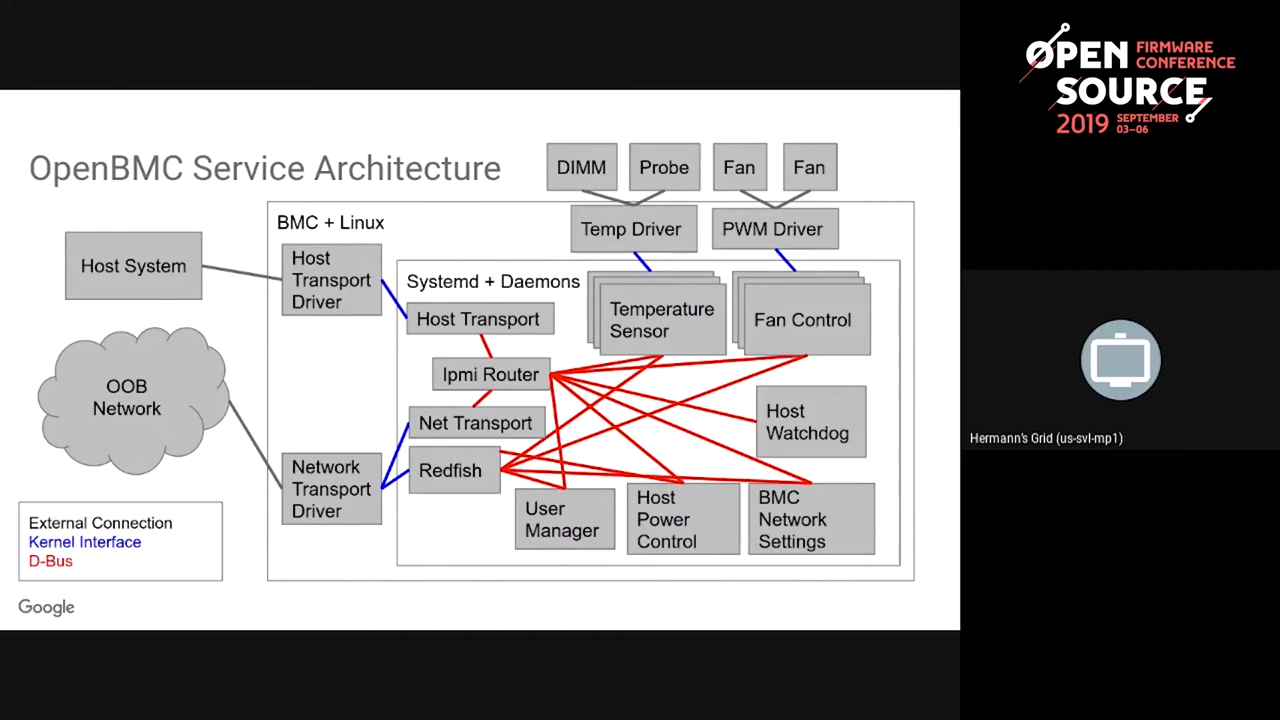 OPEN FIRMWARE
CONFERENCE
SOURCE
2019 SEPTEMBER
03–06
OpenBMC Service Architecture
DIMM
Probe
Fan
Fan
BMC + Linux
Temp Driver
PWM Driver
Host System
Host
Transport
Driver
Systemd + Daemons
Host Transport
Temperature
Sensor
Fan Control
Ipmi Router
OOB
Network
Net Transport
Host
Watchdog
Redfish
Network
Transport
Driver
User
Manager
Host
Power
Control
BMC
Network
Settings
External Connection
Kernel Interface
D-Bus
Google
Hermann's Grid (us-svl-mp1)